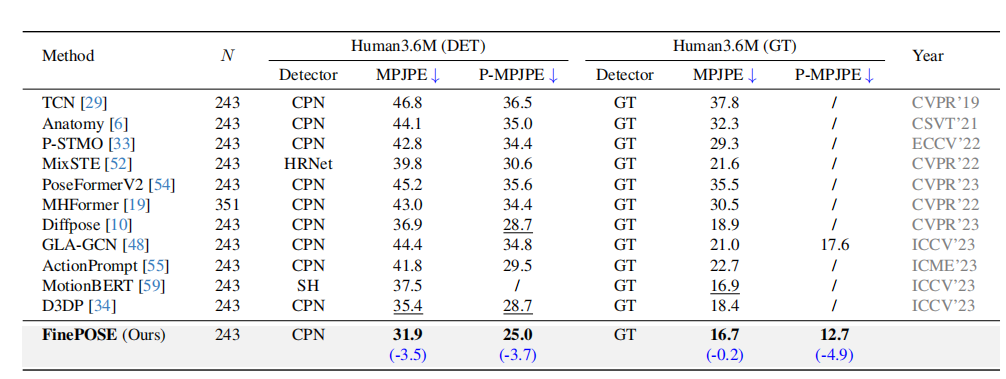 Method N Human3.6M (DET) Human3.6M (GT) Year
Detector MPJPE↓ P-MPJPE↓ Detector MPJPE↓ P-MPJPE↓
TCN [29] 243 CPN 46.8 36.5 GT 37.8 / CVPR'19
Anatomy [6] 243 CPN 44.1 35.0 GT 32.3 / CSVT'21
P-STMO [33] 243 CPN 42.8 34.4 GT 29.3 / ECCV'22
MixSTE [52] 243 HRNet 39.8 30.6 GT 21.6 / CVPR'22
PoseFormerV2 [54] 243 CPN 45.2 35.6 GT 35.5 / CVPR'23
MHFormer [19] 351 CPN 43.0 34.4 GT 30.5 / CVPR'22
Diffpose [10] 243 CPN 36.9 28.7 GT 18.9 / CVPR'23
GLA-GCN [48] 243 CPN 44.4 34.8 GT 21.0 17.6 ICCV'23
ActionPrompt [55] 243 CPN 41.8 29.5 GT 22.7 / ICME'23
MotionBERT [59] 243 SH 37.5 / GT 16.9 / ICCV'23
D3DP [34] 243 CPN 35.4 28.7 GT 18.4 / ICCV'23
FinePOSE (Ours) 243 CPN 31.9 25.0 GT 16.7 12.7
(-3.5) (-3.7) (-0.2) (-4.9)